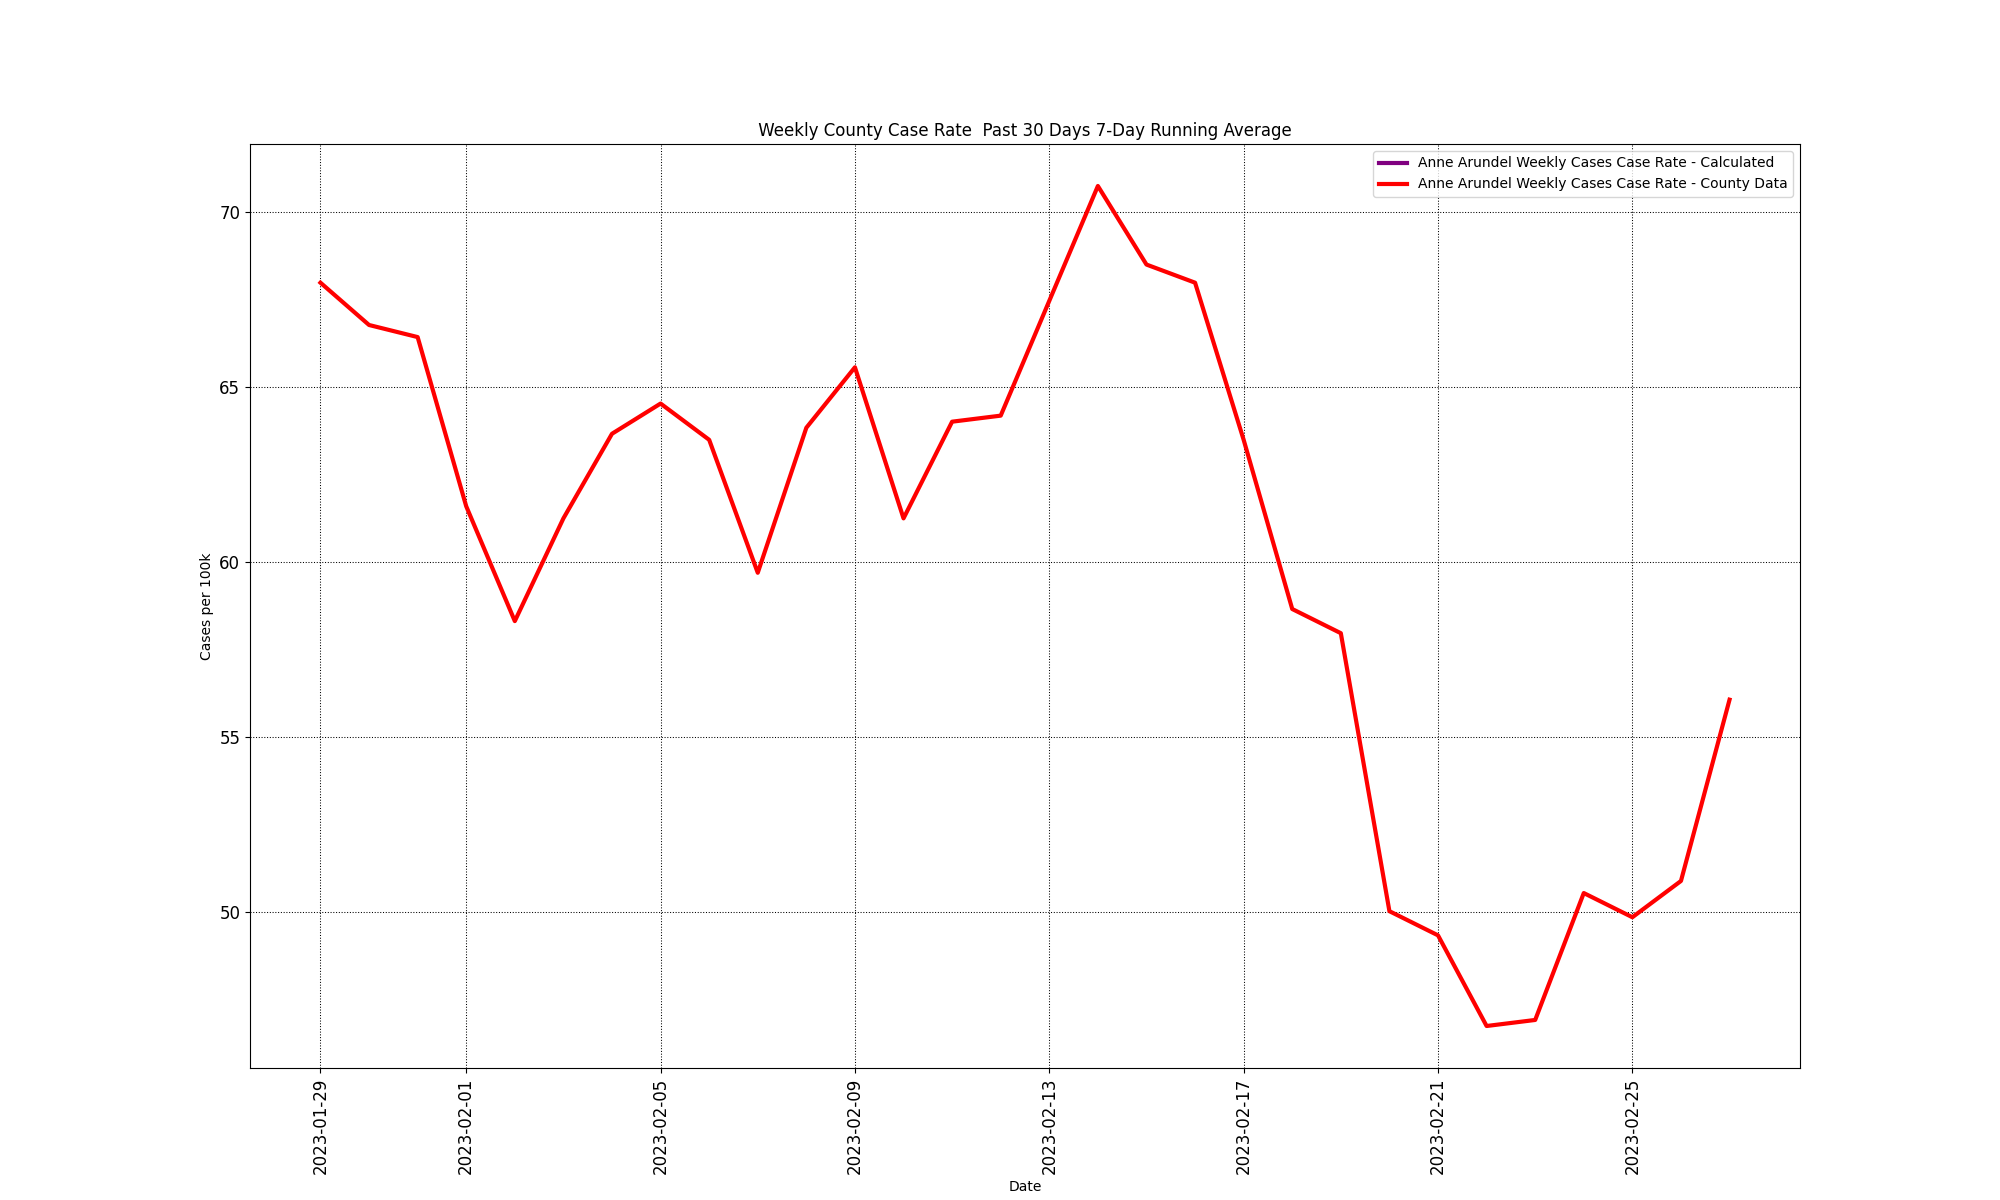 Weekly County Case Rate  Past 30 Days 7-Day Running Average
Anne Arundel Weekly Cases Case Rate - Calculated
Anne Arundel Weekly Cases Case Rate - County Data
70
65
60
55
50
Cases per 100k
2023-01-29
2023-02-01
2023-02-05
2023-02-09
2023-02-13
2023-02-17
2023-02-21
2023-02-25
Date